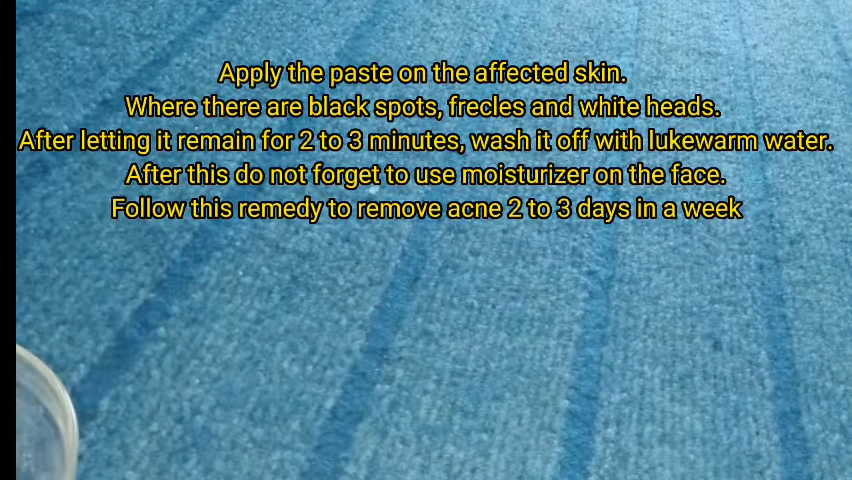 Apply the paste on the affected skin.
Where there are black spots, frecles and white heads.
After letting it remain for 2 to 3 minutes, wash it off with lukewarm water.
After this do not forget to use moisturizer on the face.
Follow this remedy to remove acne 2 to 3 days in a week